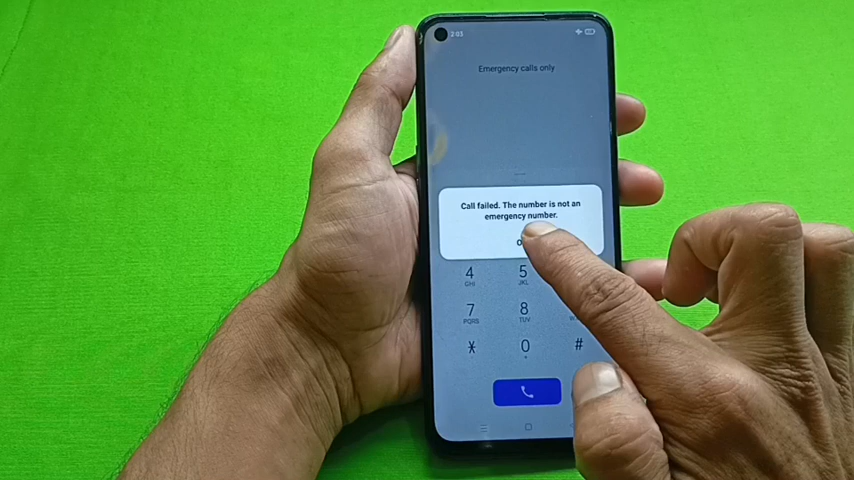 2:03
Emergency calls only
Call failed. The number is not an
emergency number.
4 5
GHI JKL
7 8
PQRS TUV
* 0 #
+